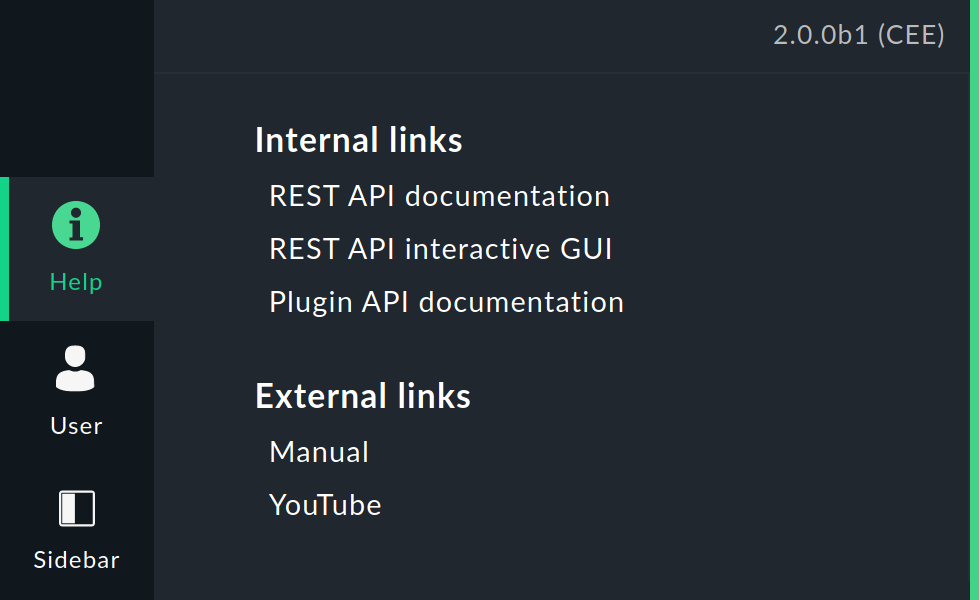 2.0.0b1 (CEE)
Internal links
REST API documentation
REST API interactive GUI
Plugin API documentation
External links
Manual
YouTube
Help
User
Sidebar